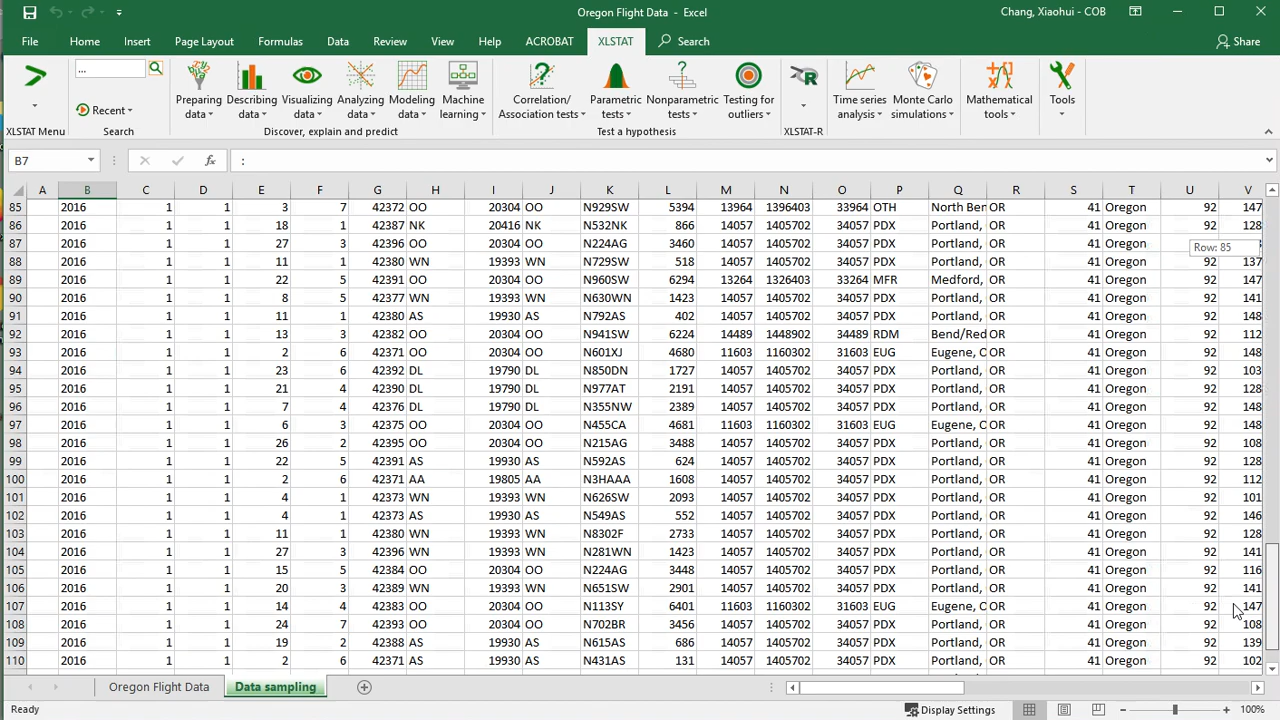 Oregon Flight Data - Excel Chang, Xiaohui - COB
File Home Insert Page Layout Formulas Data Review View Help ACROBAT XLSTAT Search Share
... Recent
Preparing data Describing data Visualizing data Analyzing data Modeling data Machine learning Correlation/ Association tests Parametric tests Nonparametric tests Testing for outliers Time series analysis Monte Carlo simulations Mathematical tools Tools
XLSTAT Menu Search Discover, explain and predict Test a hypothesis XLSTAT-R
B7 fx :
A B C D E F G H I J K L M N O P Q R S T U V
85 2016 1 1 3 7 42372 OO 20304 OO N929SW 5394 13964 1396403 33964 OTH North Ben OR 41 Oregon 92 147
86 2016 1 1 18 1 42387 NK 20416 NK N532NK 866 14057 1405702 34057 PDX Portland, OR 41 Oregon 92 128
87 2016 1 1 27 3 42396 OO 20304 OO N224AG 3460 14057 1405702 34057 PDX Portland, OR 41 Oregon Row: 85
88 2016 1 1 11 1 42380 WN 19393 WN N729SW 518 14057 1405702 34057 PDX Portland, OR 41 Oregon 92 137
89 2016 1 1 22 5 42391 OO 20304 OO N960SW 6294 13264 1326403 33264 MFR Medford, OR 41 Oregon 92 147
90 2016 1 1 8 5 42377 WN 19393 WN N630WN 1423 14057 1405702 34057 PDX Portland, OR 41 Oregon 92 141
91 2016 1 1 11 1 42380 AS 19930 AS N792AS 402 14057 1405702 34057 PDX Portland, OR 41 Oregon 92 148
92 2016 1 1 13 3 42382 OO 20304 OO N941SW 6224 14489 1448902 34489 RDM Bend/Red OR 41 Oregon 92 112
93 2016 1 1 2 6 42371 OO 20304 OO N601XJ 4680 11603 1160302 31603 EUG Eugene, O OR 41 Oregon 92 148
94 2016 1 1 23 6 42392 DL 19790 DL N850DN 1727 14057 1405702 34057 PDX Portland, OR 41 Oregon 92 103
95 2016 1 1 21 4 42390 DL 19790 DL N977AT 2191 14057 1405702 34057 PDX Portland, OR 41 Oregon 92 128
96 2016 1 1 7 4 42376 DL 19790 DL N355NW 2389 14057 1405702 34057 PDX Portland, OR 41 Oregon 92 148
97 2016 1 1 6 3 42375 OO 20304 OO N455CA 4681 11603 1160302 31603 EUG Eugene, O OR 41 Oregon 92 148
98 2016 1 1 26 2 42395 OO 20304 OO N215AG 3488 14057 1405702 34057 PDX Portland, OR 41 Oregon 92 108
99 2016 1 1 22 5 42391 AS 19930 AS N592AS 624 14057 1405702 34057 PDX Portland, OR 41 Oregon 92 128
100 2016 1 1 2 6 42371 AA 19805 AA N3HAAA 1608 14057 1405702 34057 PDX Portland, OR 41 Oregon 92 112
101 2016 1 1 4 1 42373 WN 19393 WN N626SW 2093 14057 1405702 34057 PDX Portland, OR 41 Oregon 92 101
102 2016 1 1 4 1 42373 AS 19930 AS N549AS 552 14057 1405702 34057 PDX Portland, OR 41 Oregon 92 146
103 2016 1 1 11 1 42380 WN 19393 WN N8302F 2733 14057 1405702 34057 PDX Portland, OR 41 Oregon 92 128
104 2016 1 1 27 3 42396 WN 19393 WN N281WN 1423 14057 1405702 34057 PDX Portland, OR 41 Oregon 92 141
105 2016 1 1 15 5 42384 OO 20304 OO N224AG 3448 14057 1405702 34057 PDX Portland, OR 41 Oregon 92 116
106 2016 1 1 20 3 42389 WN 19393 WN N651SW 2901 14057 1405702 34057 PDX Portland, OR 41 Oregon 92 141
107 2016 1 1 14 4 42383 OO 20304 OO N113SY 6401 11603 1160302 31603 EUG Eugene, O OR 41 Oregon 92 147
108 2016 1 1 24 7 42393 OO 20304 OO N702BR 3456 14057 1405702 34057 PDX Portland, OR 41 Oregon 92 108
109 2016 1 1 19 2 42388 AS 19930 AS N615AS 686 14057 1405702 34057 PDX Portland, OR 41 Oregon 92 139
110 2016 1 1 2 6 42371 AS 19930 AS N431AS 131 14057 1405702 34057 PDX Portland, OR 41 Oregon 92 102
Oregon Flight Data Data sampling
Ready Display Settings 100%